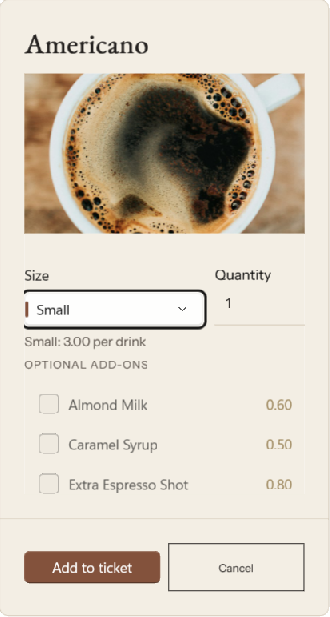 Americano
Size
Quantity
Small
1
Small: 3.00 per drink
OPTIONAL ADD-ONS
Almond Milk 0.60
Caramel Syrup 0.50
Extra Espresso Shot 0.80
Add to ticket
Cancel